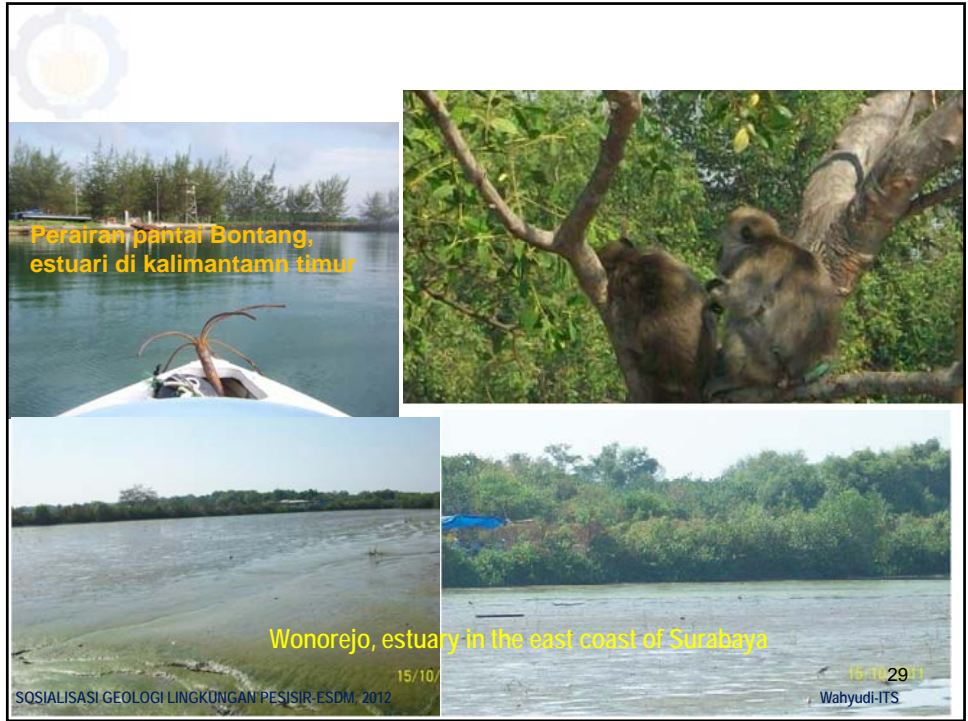 Perairan pantai Bontang,
estuari di kalimantamn timur
Wonorejo, estuary in the east coast of Surabaya
15/10/
29
SOSIALISASI GEOLOGI LINGKUNGAN PESISIR-ESDM, 2012
Wahyudi-ITS